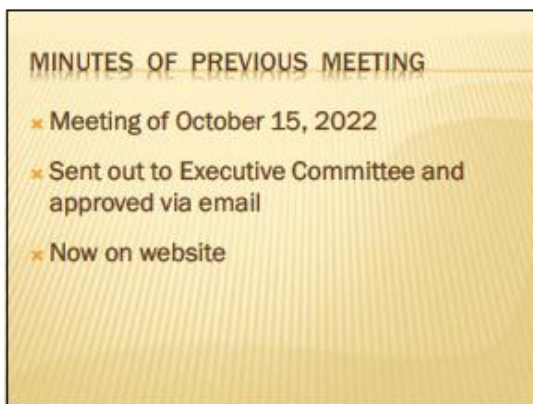 MINUTES OF PREVIOUS MEETING
Meeting of October 15, 2022
Sent out to Executive Committee and
approved via email
Now on website